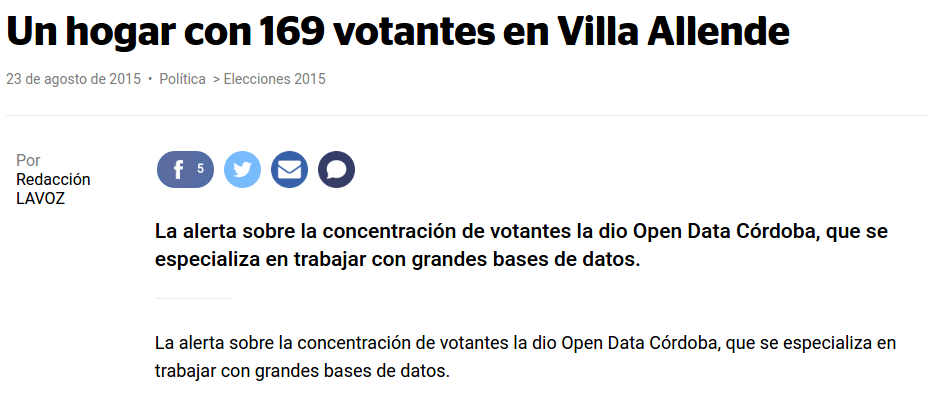 Un hogar con 169 votantes en Villa Allende
23 de agosto de 2015 • Política > Elecciones 2015
Por
Redacción
LAVOZ
f 5
La alerta sobre la concentración de votantes la dio Open Data Córdoba, que se
especializa en trabajar con grandes bases de datos.
La alerta sobre la concentración de votantes la dio Open Data Córdoba, que se especializa en
trabajar con grandes bases de datos.